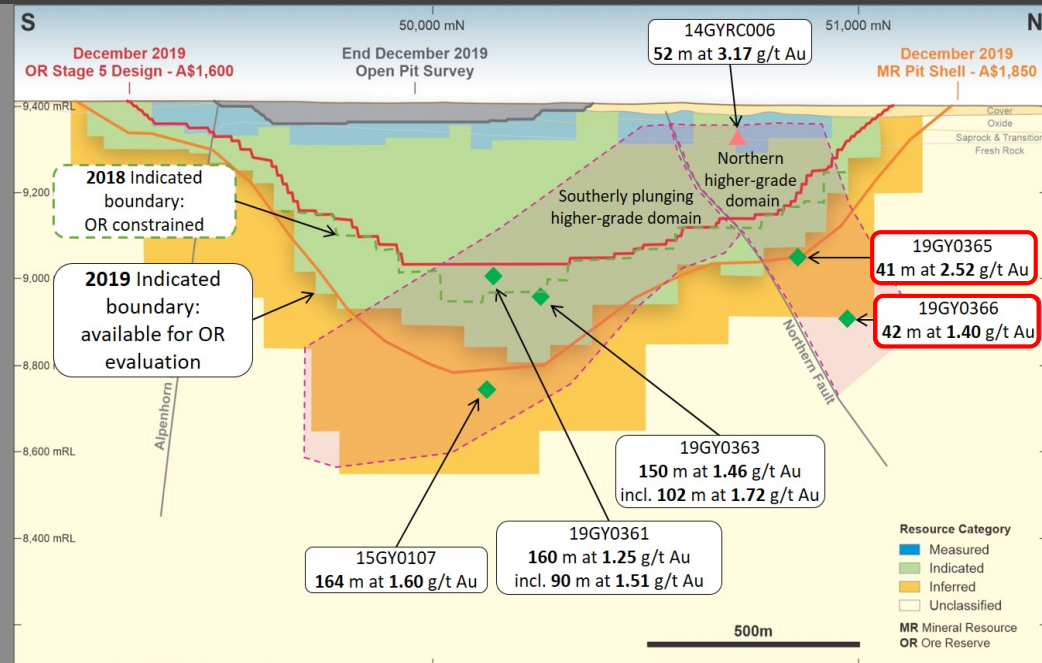 S
50,000 mN
51,000 mN
N
14GYRC006
52 m at 3.17 g/t Au
December 2019
OR Stage 5 Design - A$1,600
End December 2019
Open Pit Survey
December 2019
MR Pit Shell - A$1,850
9,400 mRL
Cover
Oxide
Saprock & Transition
Fresh Rock
2018 Indicated
boundary:
OR constrained
9,200
Southerly plunging
higher-grade domain
Northern
higher-grade
domain
19GY0365
41 m at 2.52 g/t Au
9,000
2019 Indicated
boundary:
available for OR
evaluation
19GY0366
42 m at 1.40 g/t Au
8,800
Northern Fault
Alpenhorn
8,600 mRL
19GY0363
150 m at 1.46 g/t Au
incl. 102 m at 1.72 g/t Au
8,400 mRL
15GY0107
164 m at 1.60 g/t Au
19GY0361
160 m at 1.25 g/t Au
incl. 90 m at 1.51 g/t Au
Resource Category
Measured
Indicated
Inferred
Unclassified
MR Mineral Resource
OR Ore Reserve
500m